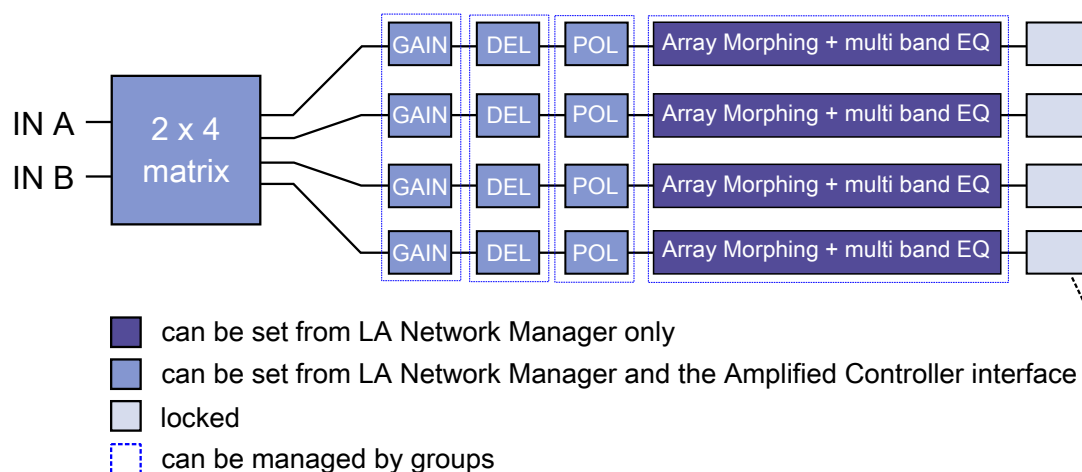 GAIN DEL POL Array Morphing + multi band EQ
IN A
2 x 4
matrix
IN B
GAIN DEL POL Array Morphing + multi band EQ
GAIN DEL POL Array Morphing + multi band EQ
GAIN DEL POL Array Morphing + multi band EQ
can be set from LA Network Manager only
can be set from LA Network Manager and the Amplified Controller interface
locked
can be managed by groups